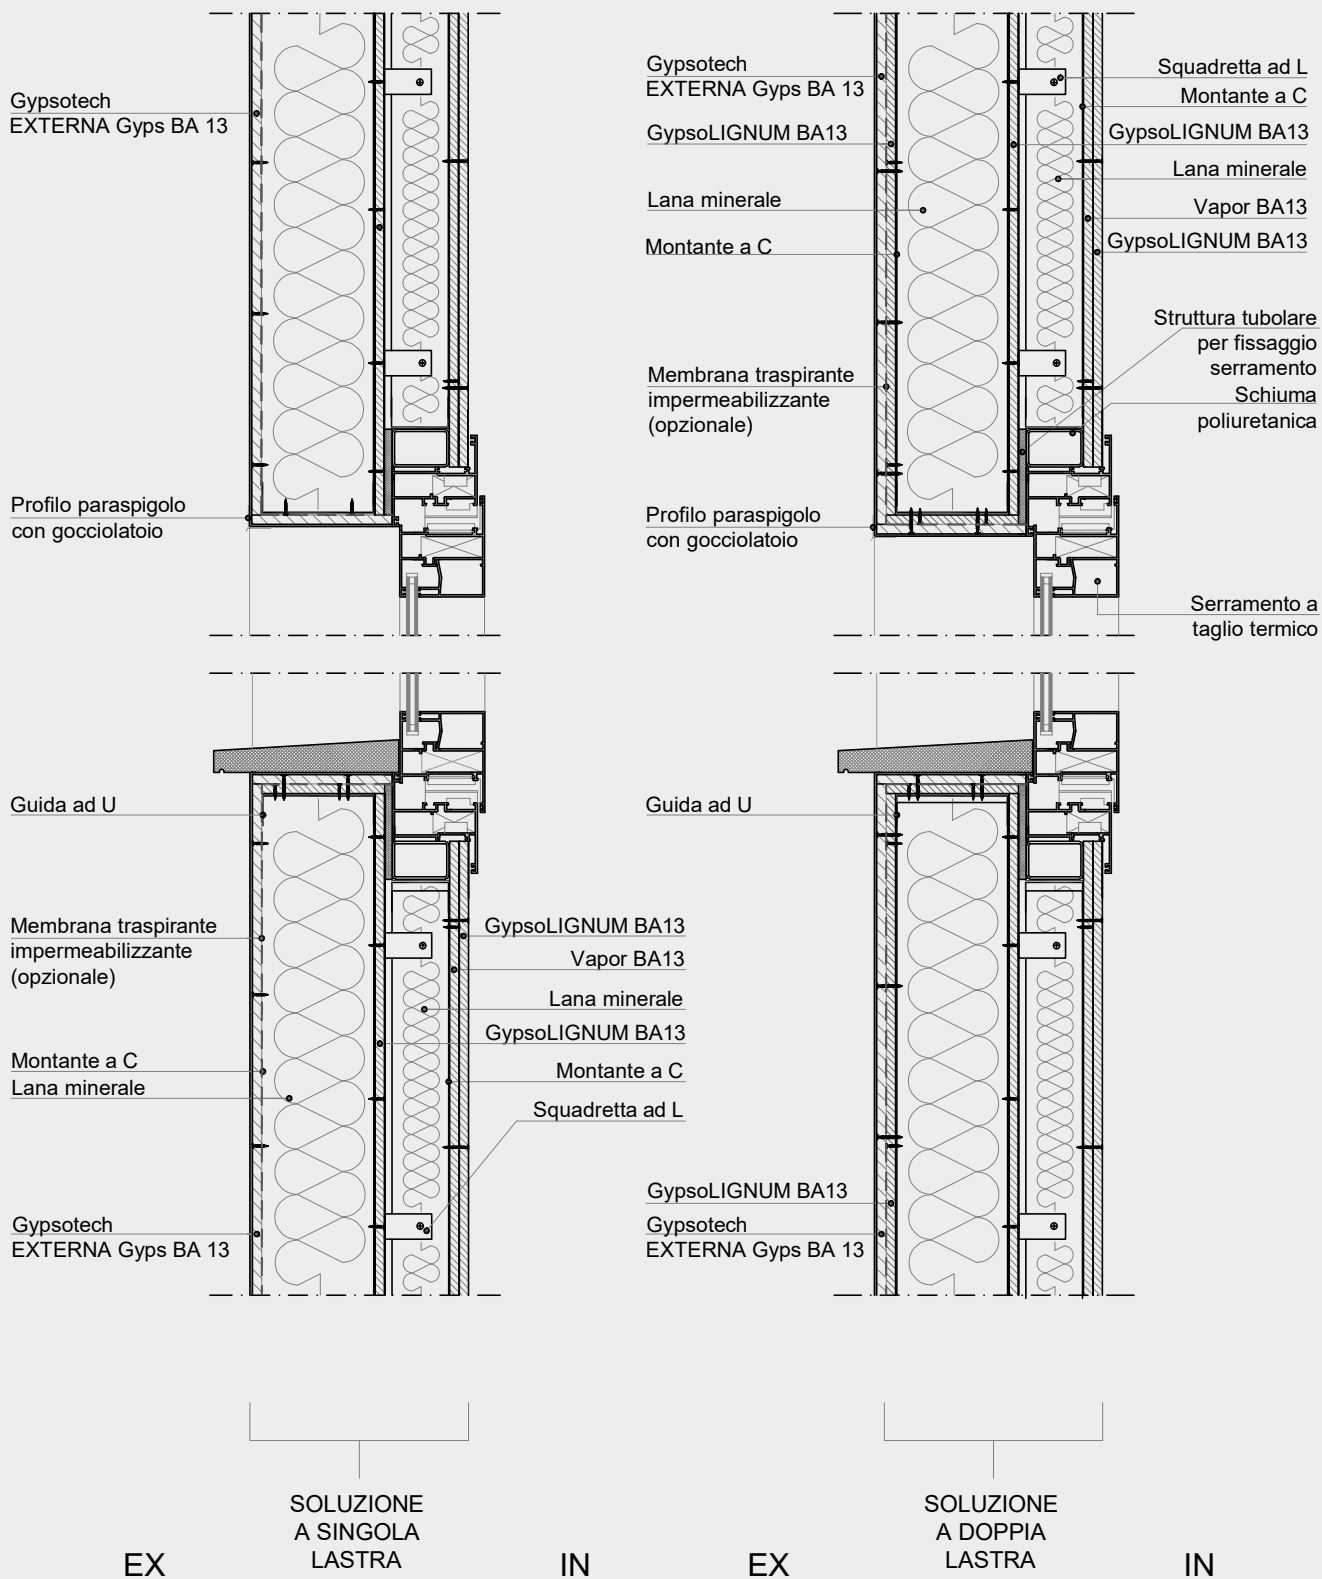 Gypsotech
EXTERNA Gyps BA 13
Profilo paraspigolo
con gocciolatoio
Guida ad U
Membrana traspirante
impermeabilizzante
(opzionale)
Montante a C
Lana minerale
Gypsotech
EXTERNA Gyps BA 13
GypsoLIGNUM BA13
Vapor BA13
Lana minerale
GypsoLIGNUM BA13
Montante a C
Squadretta ad L
SOLUZIONE
A SINGOLA
LASTRA
EX
IN
Gypsotech
EXTERNA Gyps BA 13
GypsoLIGNUM BA13
Lana minerale
Montante a C
Membrana traspirante
impermeabilizzante
(opzionale)
Profilo paraspigolo
con gocciolatoio
Squadretta ad L
Montante a C
GypsoLIGNUM BA13
Lana minerale
Vapor BA13
GypsoLIGNUM BA13
Struttura tubolare
per fissaggio
serramento
Schiuma
poliuretanica
Serramento a
taglio termico
Guida ad U
GypsoLIGNUM BA13
Gypsotech
EXTERNA Gyps BA 13
SOLUZIONE
A DOPPIA
LASTRA
EX
IN